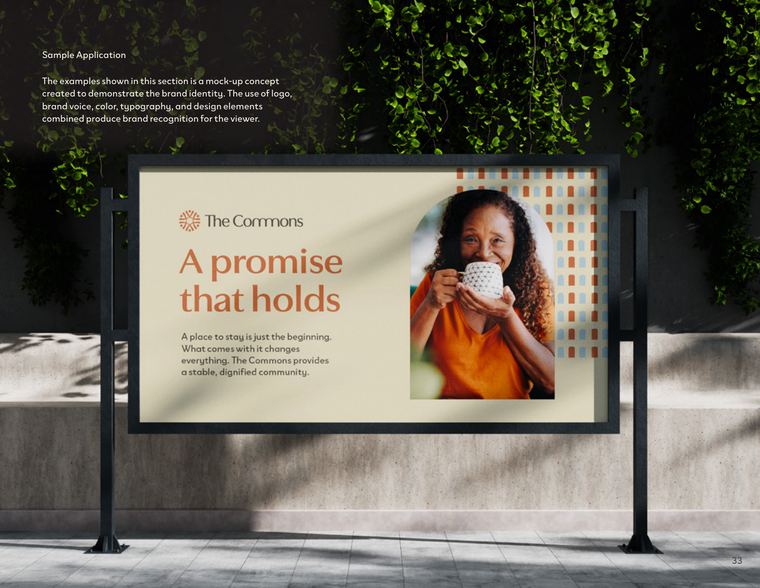 Sample Application
The examples shown in this section is a mock-up concept
created to demonstrate the brand identity. The use of logo,
brand voice, color, typography, and design elements
combined produce brand recognition for the viewer.
The Commons
A promise
that holds
A place to stay is just the beginning.
What comes with it changes
everything. The Commons provides
a stable, dignified community.
33